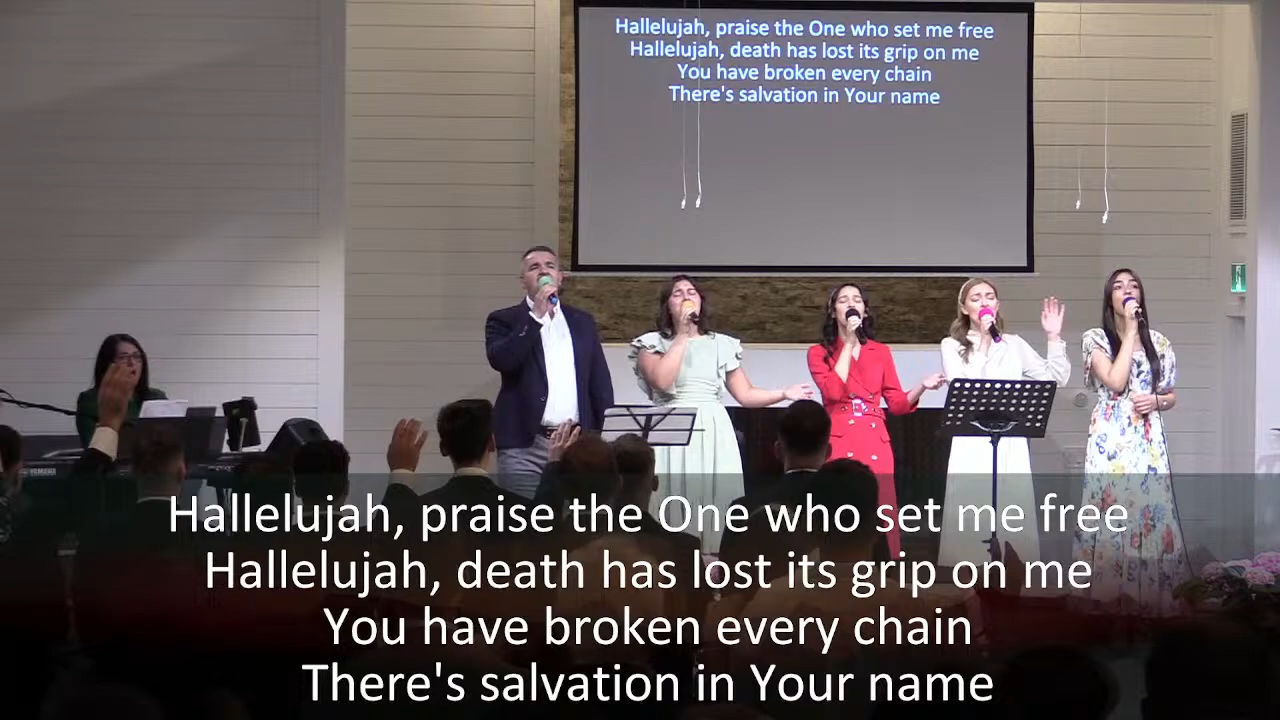 Hallelujah, praise the One who set me free
Hallelujah, death has lost its grip on me
You have broken every chain
There's salvation in Your name
YAMAHA
Hallelujah, praise the One who set me free
Hallelujah, death has lost its grip on me
You have broken every chain
There's salvation in Your name